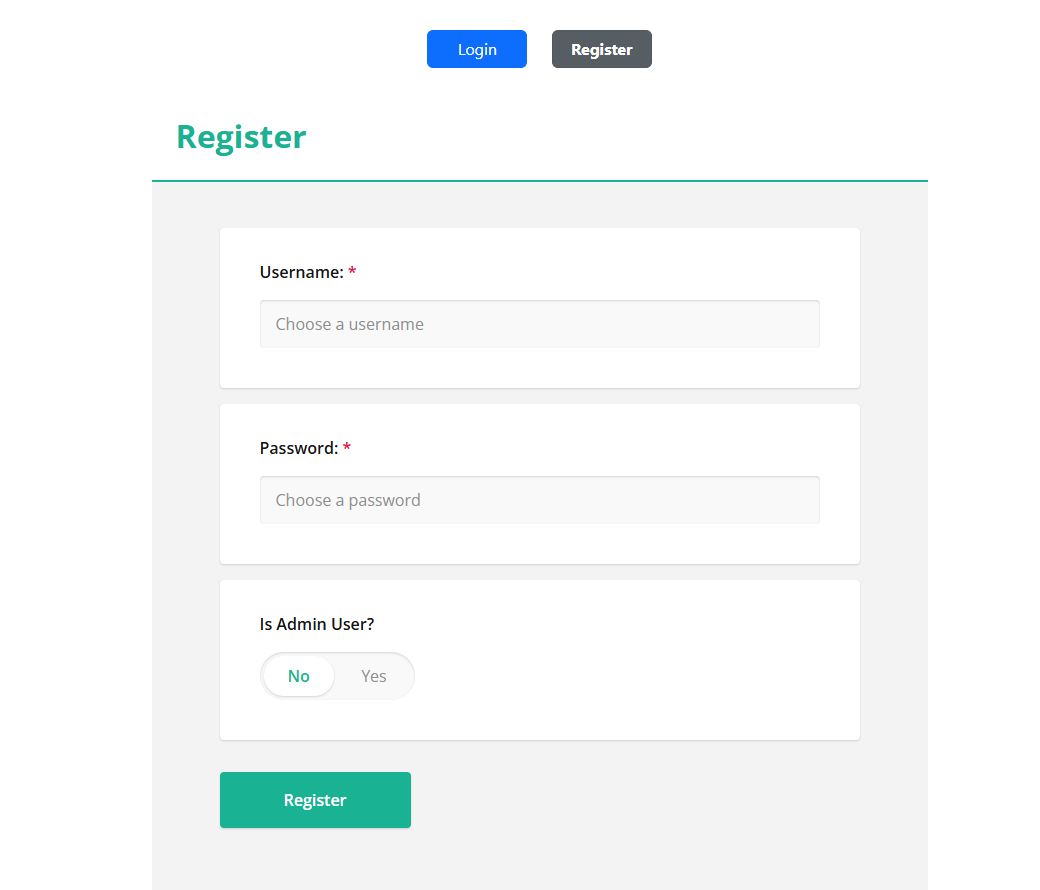 Login Register
Register
Username: *
Choose a username
Password: *
Choose a password
Is Admin User?
No Yes
Register